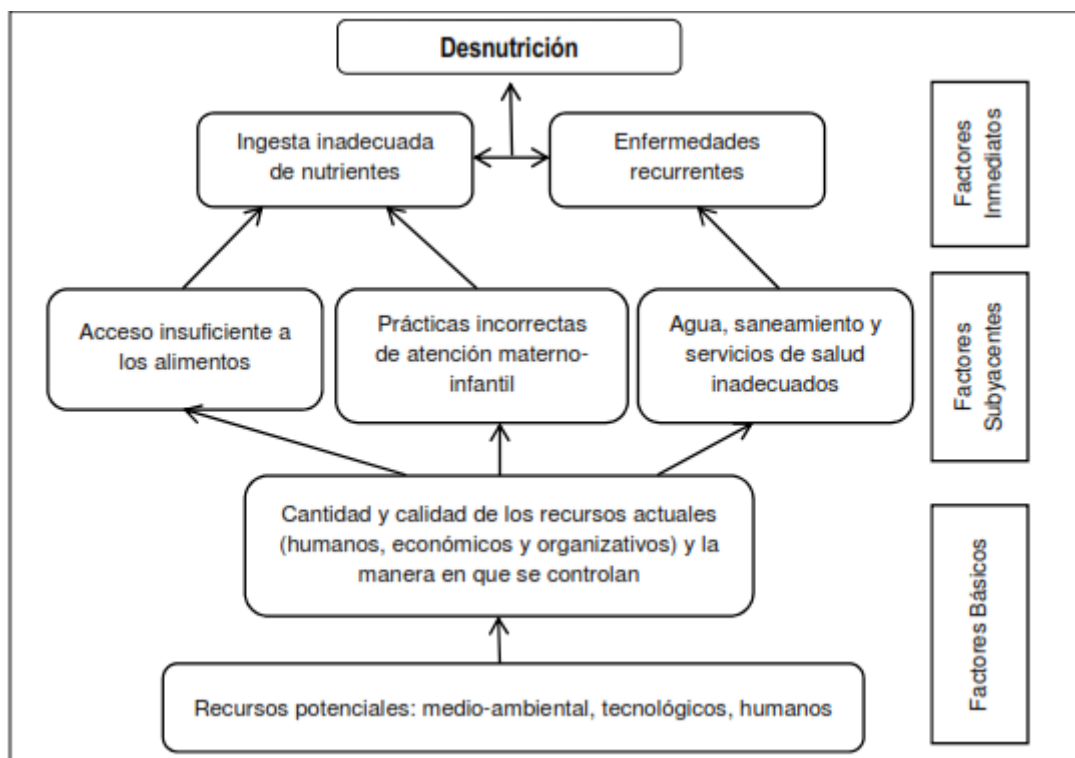 Desnutrición
Ingesta inadecuada
de nutrientes
Enfermedades
recurrentes
Factores
Inmediatos
Acceso insuficiente a
los alimentos
Prácticas incorrectas
de atención materno-
infantil
Agua, saneamiento y
servicios de salud
inadecuados
Factores
Subyacentes
Cantidad y calidad de los recursos actuales
(humanos, económicos y organizativos) y la
manera en que se controlan
Factores Básicos
Recursos potenciales: medio-ambiental, tecnológicos, humanos